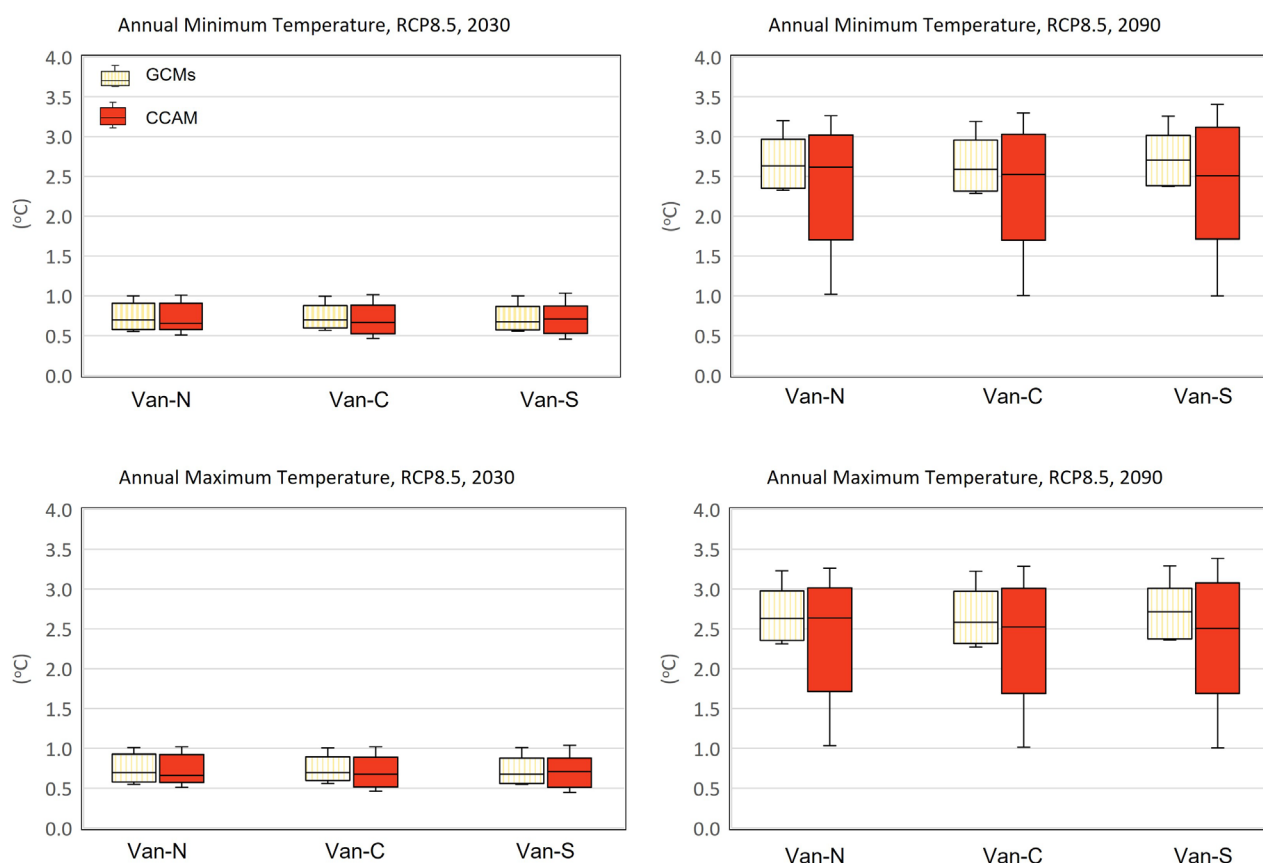 Annual Minimum Temperature, RCP8.5, 2030
4.0
3.5
3.0
2.5
2.0
1.5
1.0
0.5
0.0
(°C)
GCMs
CCAM
Van-N Van-C Van-S
Annual Minimum Temperature, RCP8.5, 2090
4.0
3.5
3.0
2.5
2.0
1.5
1.0
0.5
0.0
(°C)
Van-N Van-C Van-S
Annual Maximum Temperature, RCP8.5, 2030
4.0
3.5
3.0
2.5
2.0
1.5
1.0
0.5
0.0
(°C)
Van-N Van-C Van-S
Annual Maximum Temperature, RCP8.5, 2090
4.0
3.5
3.0
2.5
2.0
1.5
1.0
0.5
0.0
(°C)
Van-N Van-C Van-S